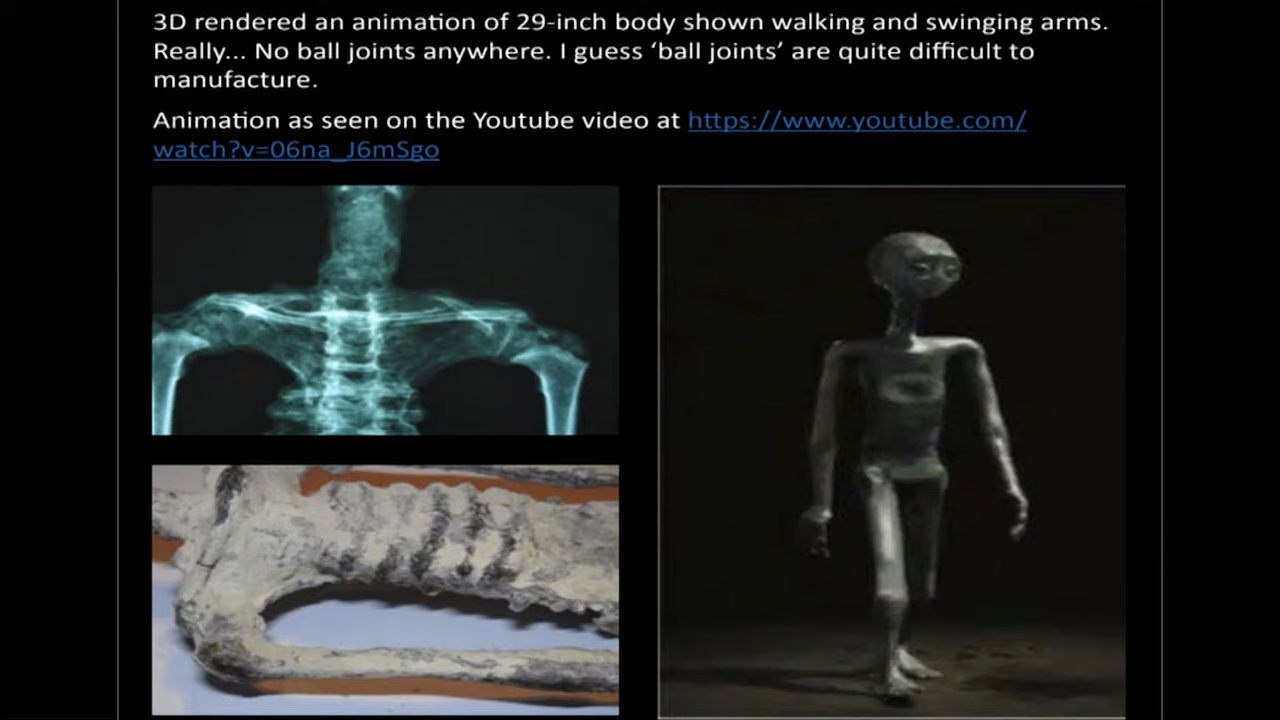 3D rendered an animation of 29-inch body shown walking and swinging arms.
Really... No ball joints anywhere. I guess ‘ball joints’ are quite difficult to
manufacture.
Animation as seen on the Youtube video at https://www.youtube.com/
watch?v=06na_J6mSgo